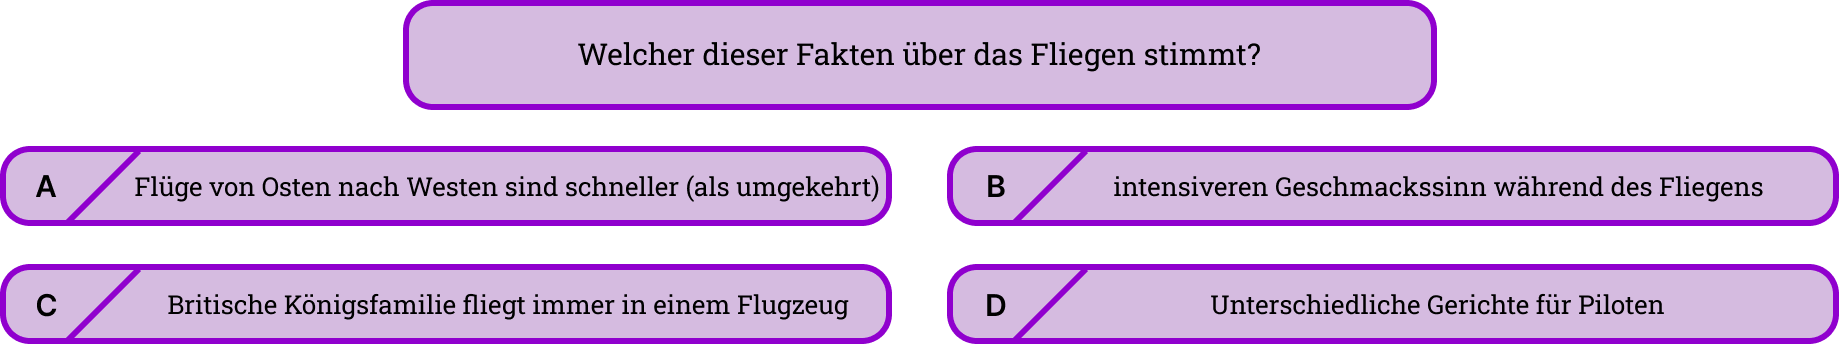 Welcher dieser Fakten über das Fliegen stimmt?
A Flüge von Osten nach Westen sind schneller (als umgekehrt)
B intensiveren Geschmackssinn während des Fliegens
C Britische Königsfamilie fliegt immer in einem Flugzeug
D Unterschiedliche Gerichte für Piloten